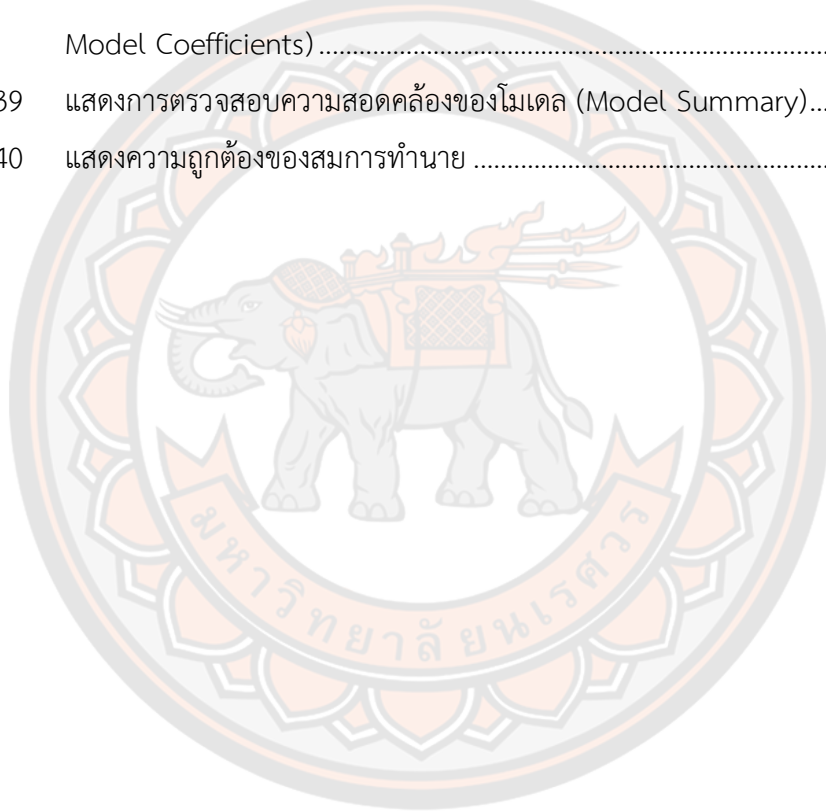 Model Coefficients)....................................................................................
39 แสดงการตรวจสอบความสอดคล้องของโมเดล (Model Summary)...
40 แสดงความถูกต้องของสมการทำนาย ..........................................................
มหาวิทยาลัยนเรศวร